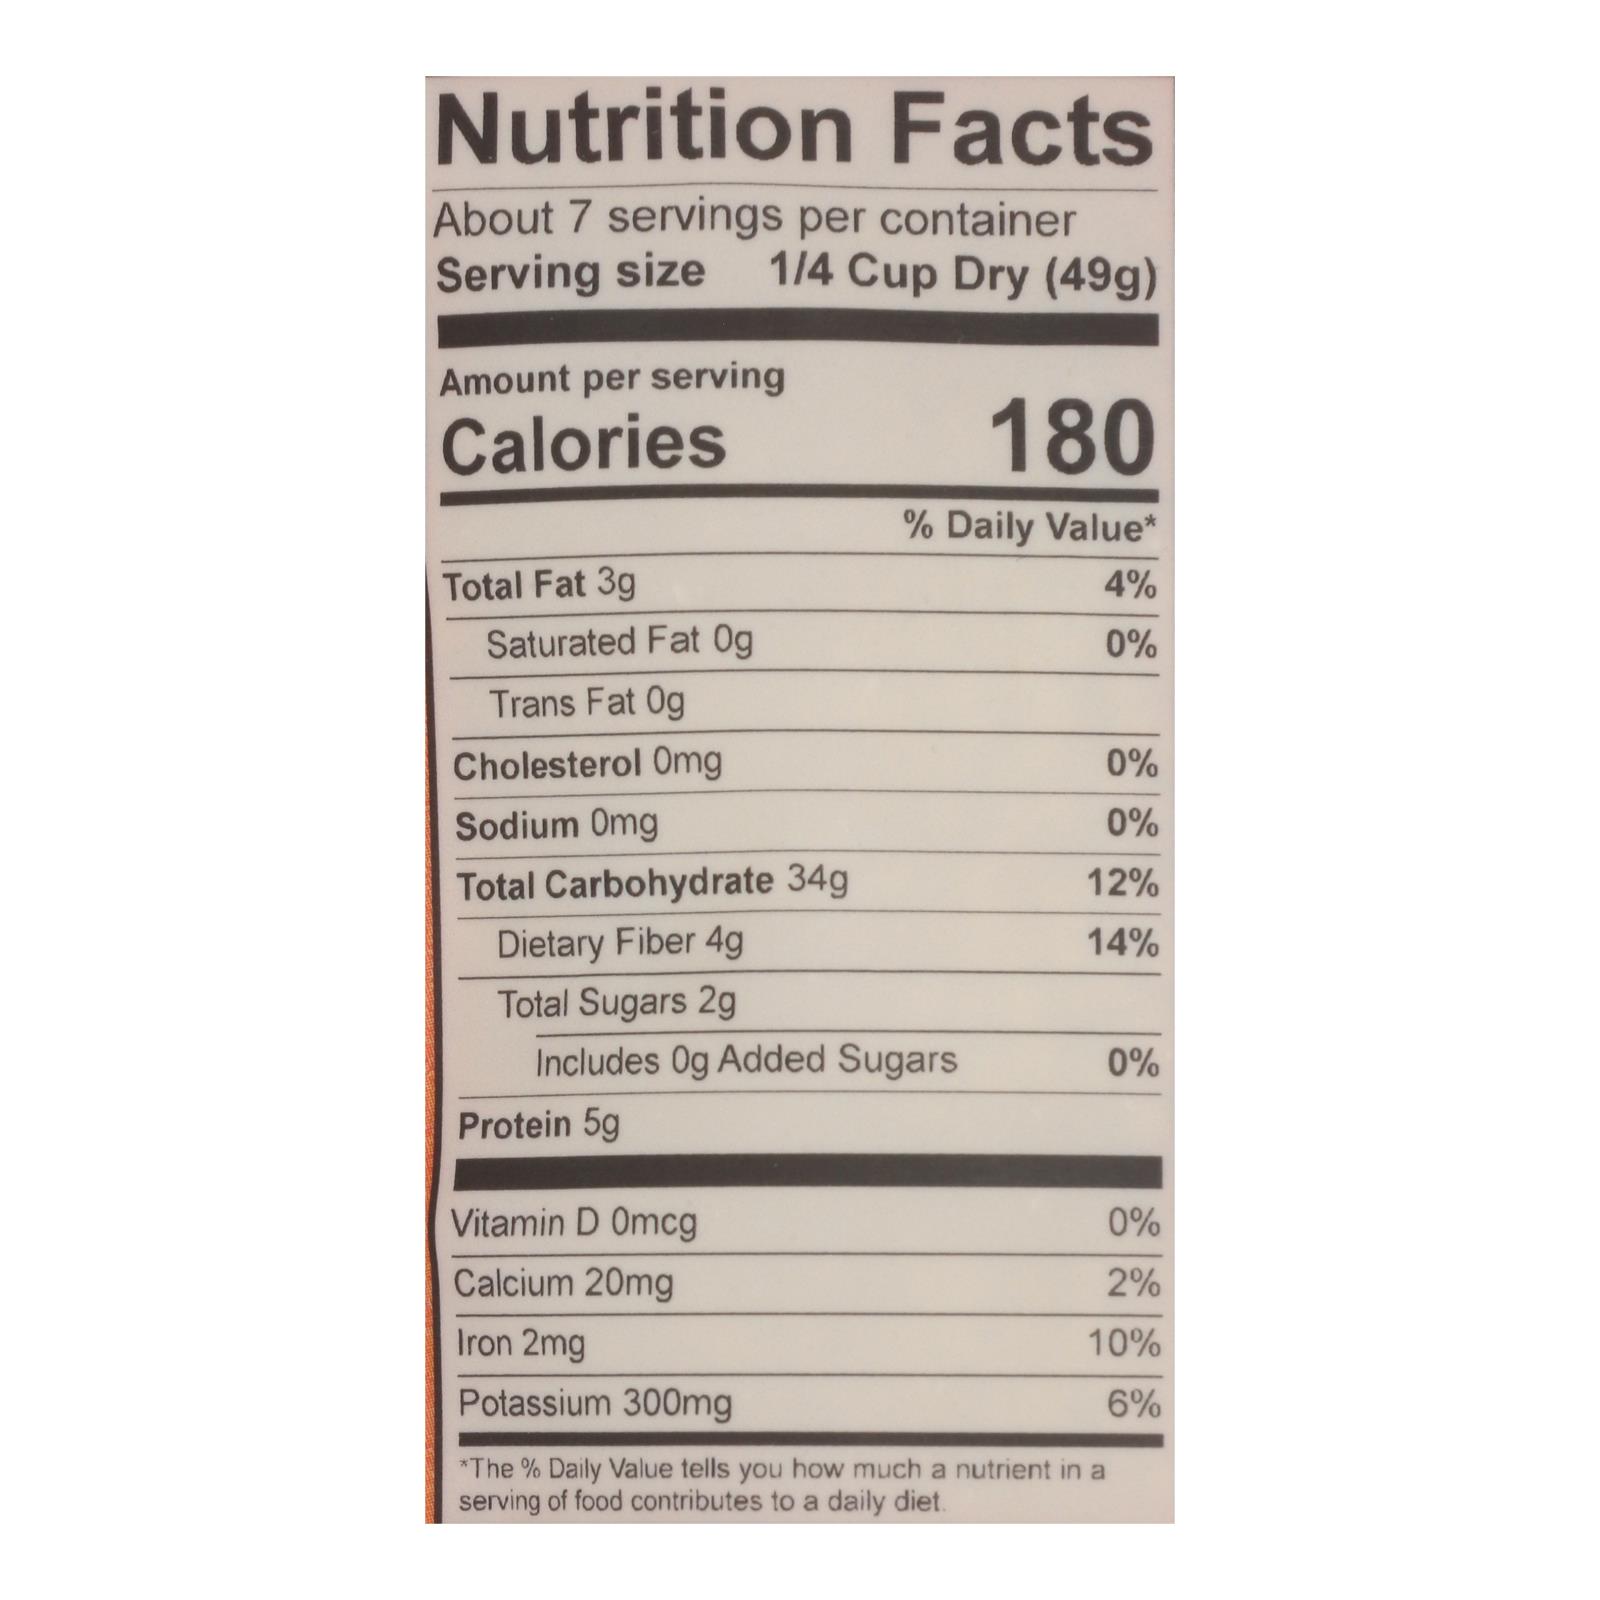 Nutrition Facts
About 7 servings per container
Serving size 1/4 Cup Dry (49g)
Amount per serving
Calories 180
% Daily Value*
Total Fat 3g 4%
Saturated Fat 0g 0%
Trans Fat 0g
Cholesterol 0mg 0%
Sodium 0mg 0%
Total Carbohydrate 34g 12%
Dietary Fiber 4g 14%
Total Sugars 2g
Includes 0g Added Sugars 0%
Protein 5g
Vitamin D 0mcg 0%
Calcium 20mg 2%
Iron 2mg 10%
Potassium 300mg 6%
*The % Daily Value tells you how much a nutrient in a
serving of food contributes to a daily diet.